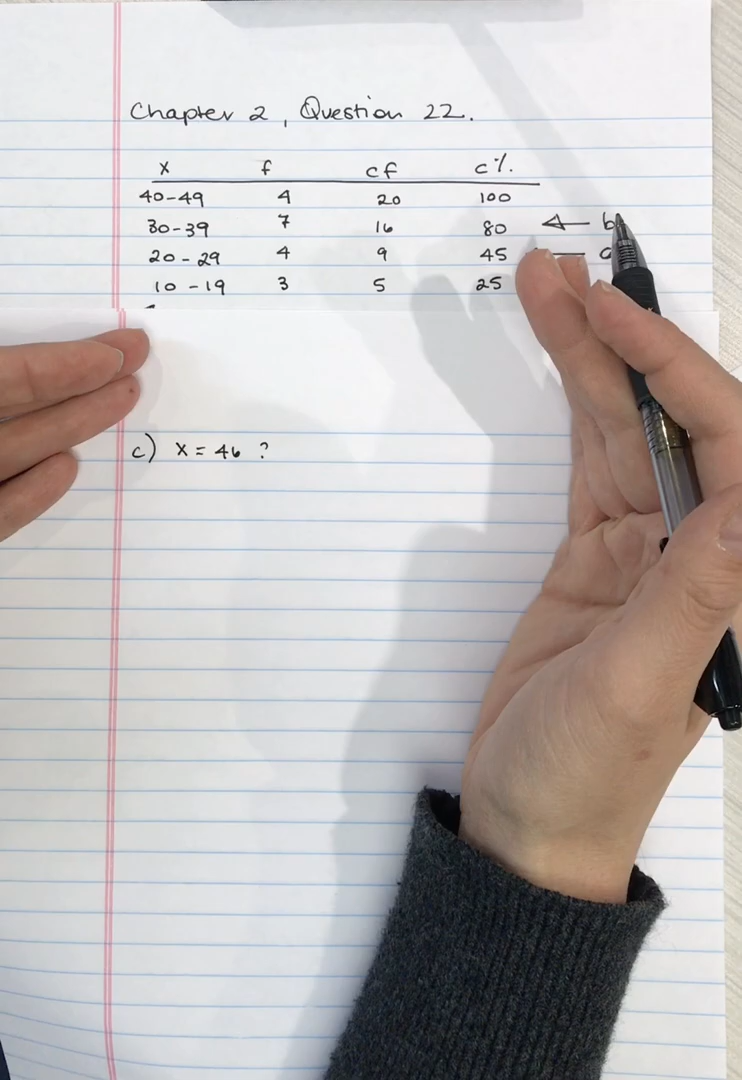 Chapter 2, Question 22.
x f cf c%.
40-49 4 20 100
30-39 7 16 80 ← b
20-29 4 9 45 ←
10-19 3 5 25
c) x = 46 ?